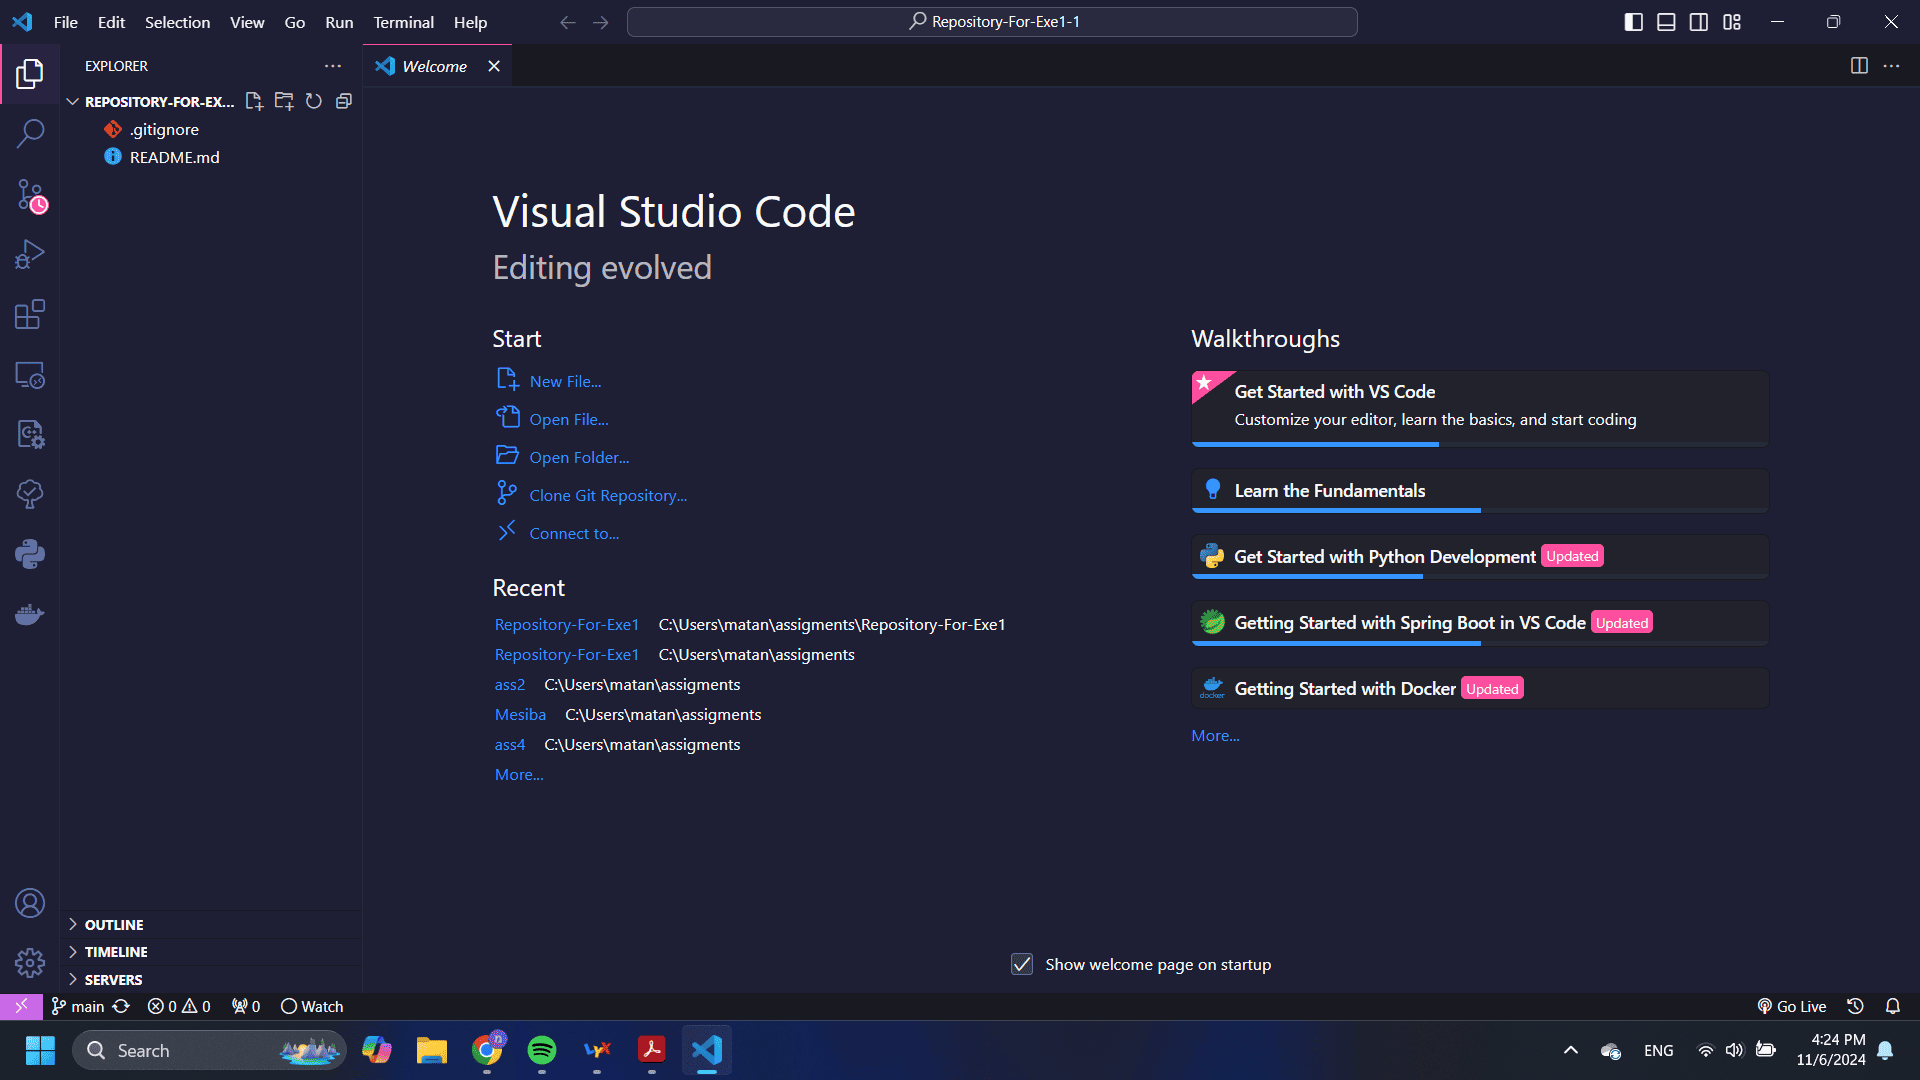 File Edit Selection View Go Run Terminal Help
Repository-For-Exe1-1
EXPLORER
Welcome
REPOSITORY-FOR-EX...
.gitignore
README.md
Visual Studio Code
Editing evolved
Start
New File...
Open File...
Open Folder...
Clone Git Repository...
Connect to...
Recent
Repository-For-Exe1 C:\Users\matan\assigments\Repository-For-Exe1
Repository-For-Exe1 C:\Users\matan\assigments
ass2 C:\Users\matan\assigments
Mesiba C:\Users\matan\assigments
ass4 C:\Users\matan\assigments
More...
Walkthroughs
Get Started with VS Code
Customize your editor, learn the basics, and start coding
Learn the Fundamentals
Get Started with Python Development Updated
Getting Started with Spring Boot in VS Code Updated
docker Getting Started with Docker Updated
More...
OUTLINE
TIMELINE
SERVERS
Show welcome page on startup
main 0 0 0 Watch
Go Live
Search
ENG
4:24 PM
11/6/2024